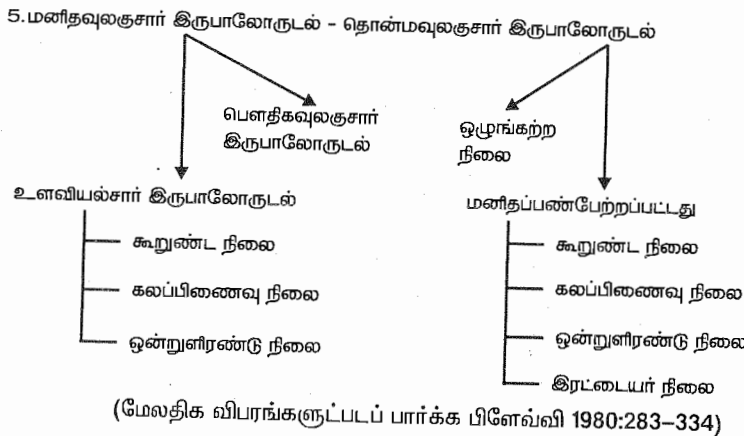 5.மனிதவுலகுசார் இருபாலோருடல் – தொன்மவுலகுசார் இருபாலோருடல்
பௌதிகவுலகுசார்
இருபாலோருடல்
ஒழுங்கற்ற
நிலை
உளவியல்சார் இருபாலோருடல்
மனிதப்பண்பேற்றப்பட்டது
கூறுண்ட நிலை
கூறுண்ட நிலை
கலப்பிணைவு நிலை
கலப்பிணைவு நிலை
ஒன்றுளிரண்டு நிலை
ஒன்றுளிரண்டு நிலை
இரட்டையர் நிலை
(மேலதிக விபரங்களுட்படப் பார்க்க பிளேவ்வி 1980:283–334)